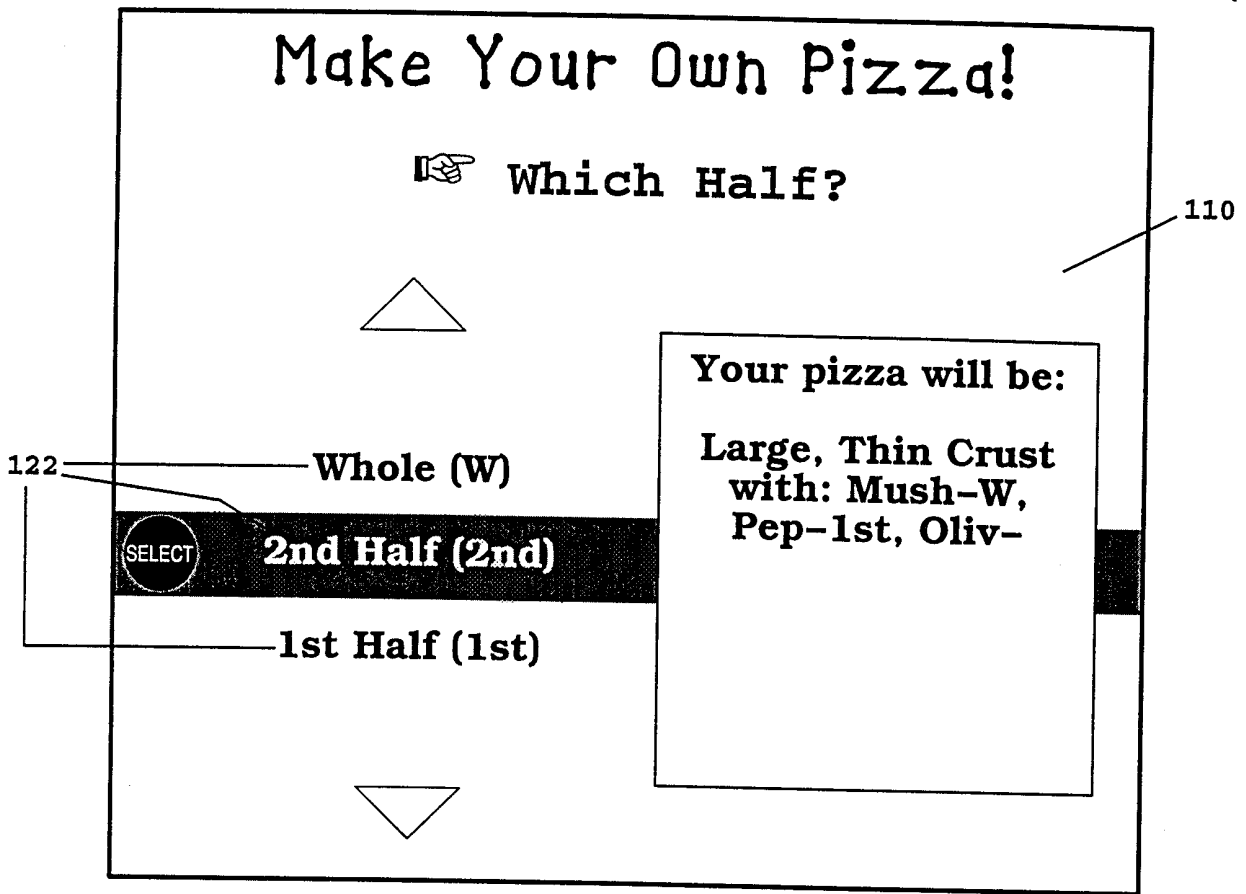 Make Your Own Pizza!
☞ Which Half?
110
Your pizza will be:
Large, Thin Crust
with: Mush–W,
Pep–1st, Oliv–
122
Whole (W)
SELECT 2nd Half (2nd)
1st Half (1st)